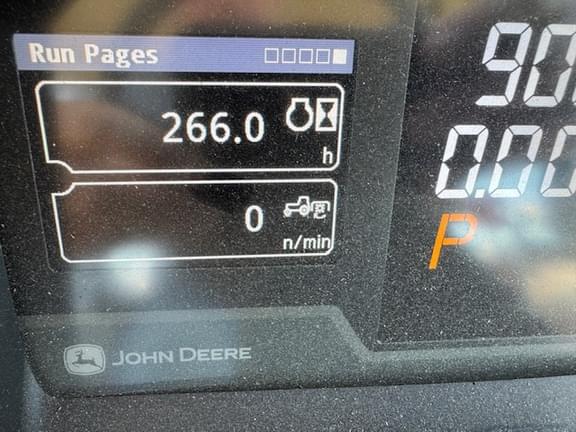 Run Pages
266.0
h
0
n/min
JOHN DEERE
90
0.00
P